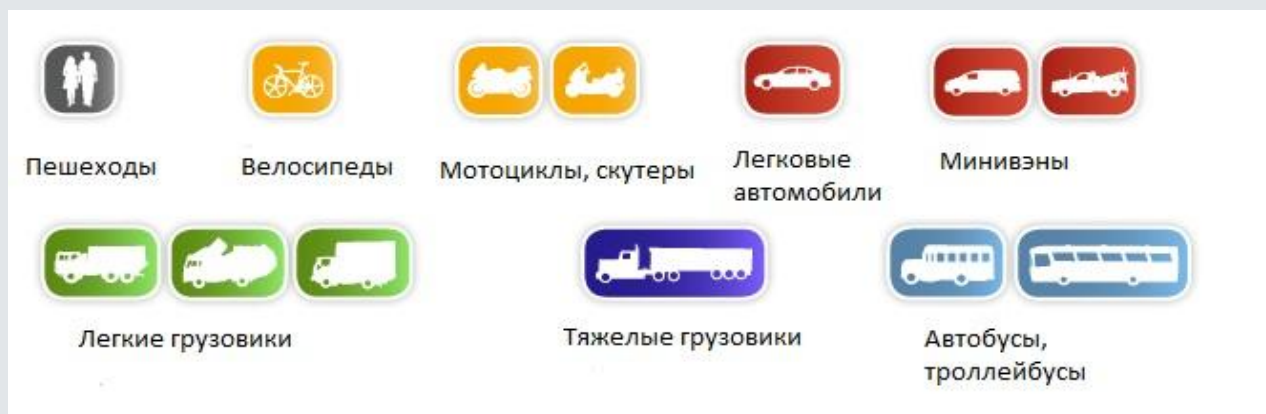 Пешеходы
Велосипеды
Мотоциклы, скутеры
Легковые
автомобили
Минивэны
Легкие грузовики
Тяжелые грузовики
Автобусы,
троллейбусы